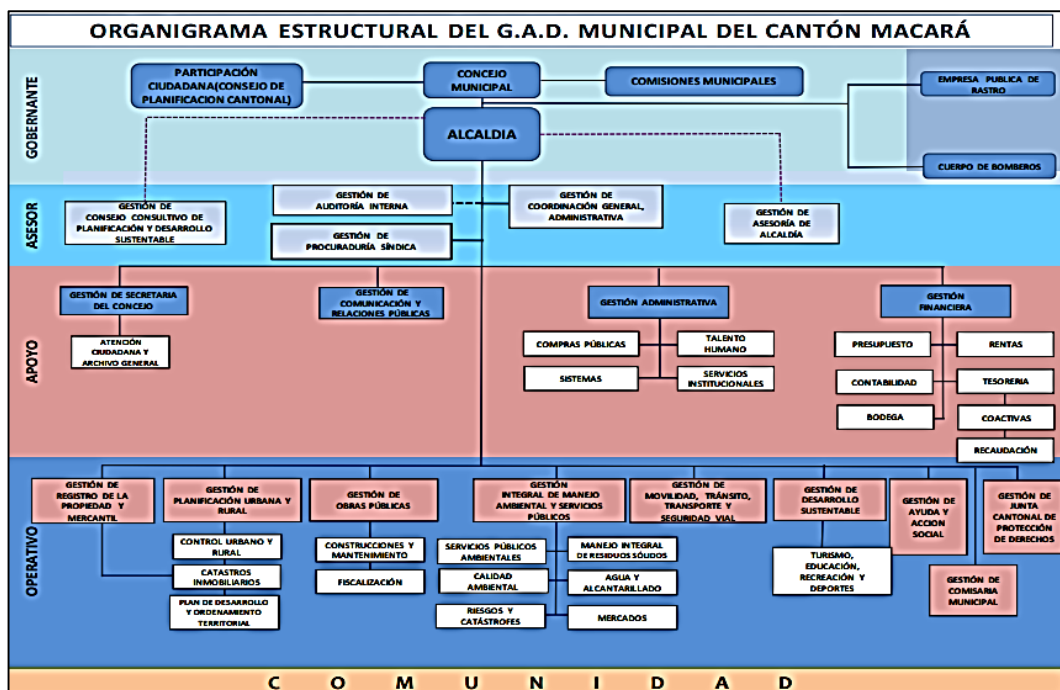 ORGANIGRAMA ESTRUCTURAL DEL G.A.D. MUNICIPAL DEL CANTÓN MACARÁ
GOBERNANTE
PARTICIPACIÓN
CIUDADANA(CONSEJO DE
PLANIFICACION CANTONAL)
CONCEJO
MUNICIPAL
COMISIONES MUNICIPALES
EMPRESA PUBLICA DE
RASTRO
ALCALDIA
CUERPO DE BOMBEROS
ASESOR
GESTIÓN DE
CONSEJO CONSULTIVO DE
PLANIFICACIÓN Y DESARROLLO
SUSTENTABLE
GESTIÓN DE
AUDITORÍA INTERNA
GESTIÓN DE
COORDINACIÓN GENERAL,
ADMINISTRATIVA
GESTIÓN DE
PROCURADURÍA SÍNDICA
GESTIÓN DE
ASESORÍA DE
ALCALDÍA
APOYO
GESTIÓN DE SECRETARIA
DEL CONCEJO
ATENCIÓN
CIUDADANA Y
ARCHIVO GENERAL
GESTIÓN DE
COMUNICACIÓN Y
RELACIONES PÚBLICAS
GESTIÓN ADMINISTRATIVA
COMPRAS PÚBLICAS
TALENTO
HUMANO
SISTEMAS
SERVICIOS
INSTITUCIONALES
GESTIÓN
FINANCIERA
PRESUPUESTO
RENTAS
CONTABILIDAD
TESORERIA
BODEGA
COACTIVAS
RECAUDACIÓN
OPERATIVO
GESTIÓN DE
REGISTRO DE LA
PROPIEDAD Y
MERCANTIL
GESTIÓN DE
PLANIFICACIÓN URBANA Y
RURAL
CONTROL URBANO Y
RURAL
CATASTROS
INMOBILIARIOS
PLAN DE DESARROLLO
Y ORDENAMIENTO
TERRITORIAL
GESTIÓN DE
OBRAS PÚBLICAS
CONSTRUCCIONES Y
MANTENIMIENTO
FISCALIZACIÓN
GESTIÓN
INTEGRAL DE MANEJO
AMBIENTAL Y SERVICIOS
PÚBLICOS
SERVICIOS PÚBLICOS
AMBIENTALES
MANEJO INTEGRAL
DE RESIDUOS SÓLIDOS
CALIDAD
AMBIENTAL
AGUA Y
ALCANTARILLADO
RIESGOS Y
CATÁSTROFES
MERCADOS
GESTIÓN DE
MOVILIDAD, TRÁNSITO,
TRANSPORTE Y
SEGURIDAD VIAL
GESTIÓN DE
DESARROLLO
SUSTENTABLE
TURISMO,
EDUCACIÓN,
RECREACIÓN Y
DEPORTES
GESTIÓN DE
AYUDA Y
ACCION
SOCIAL
GESTIÓN DE
COMISARIA
MUNICIPAL
GESTIÓN DE
JUNTA
CANTONAL DE
PROTECCIÓN
DE DERECHOS
C O M U N I D A D